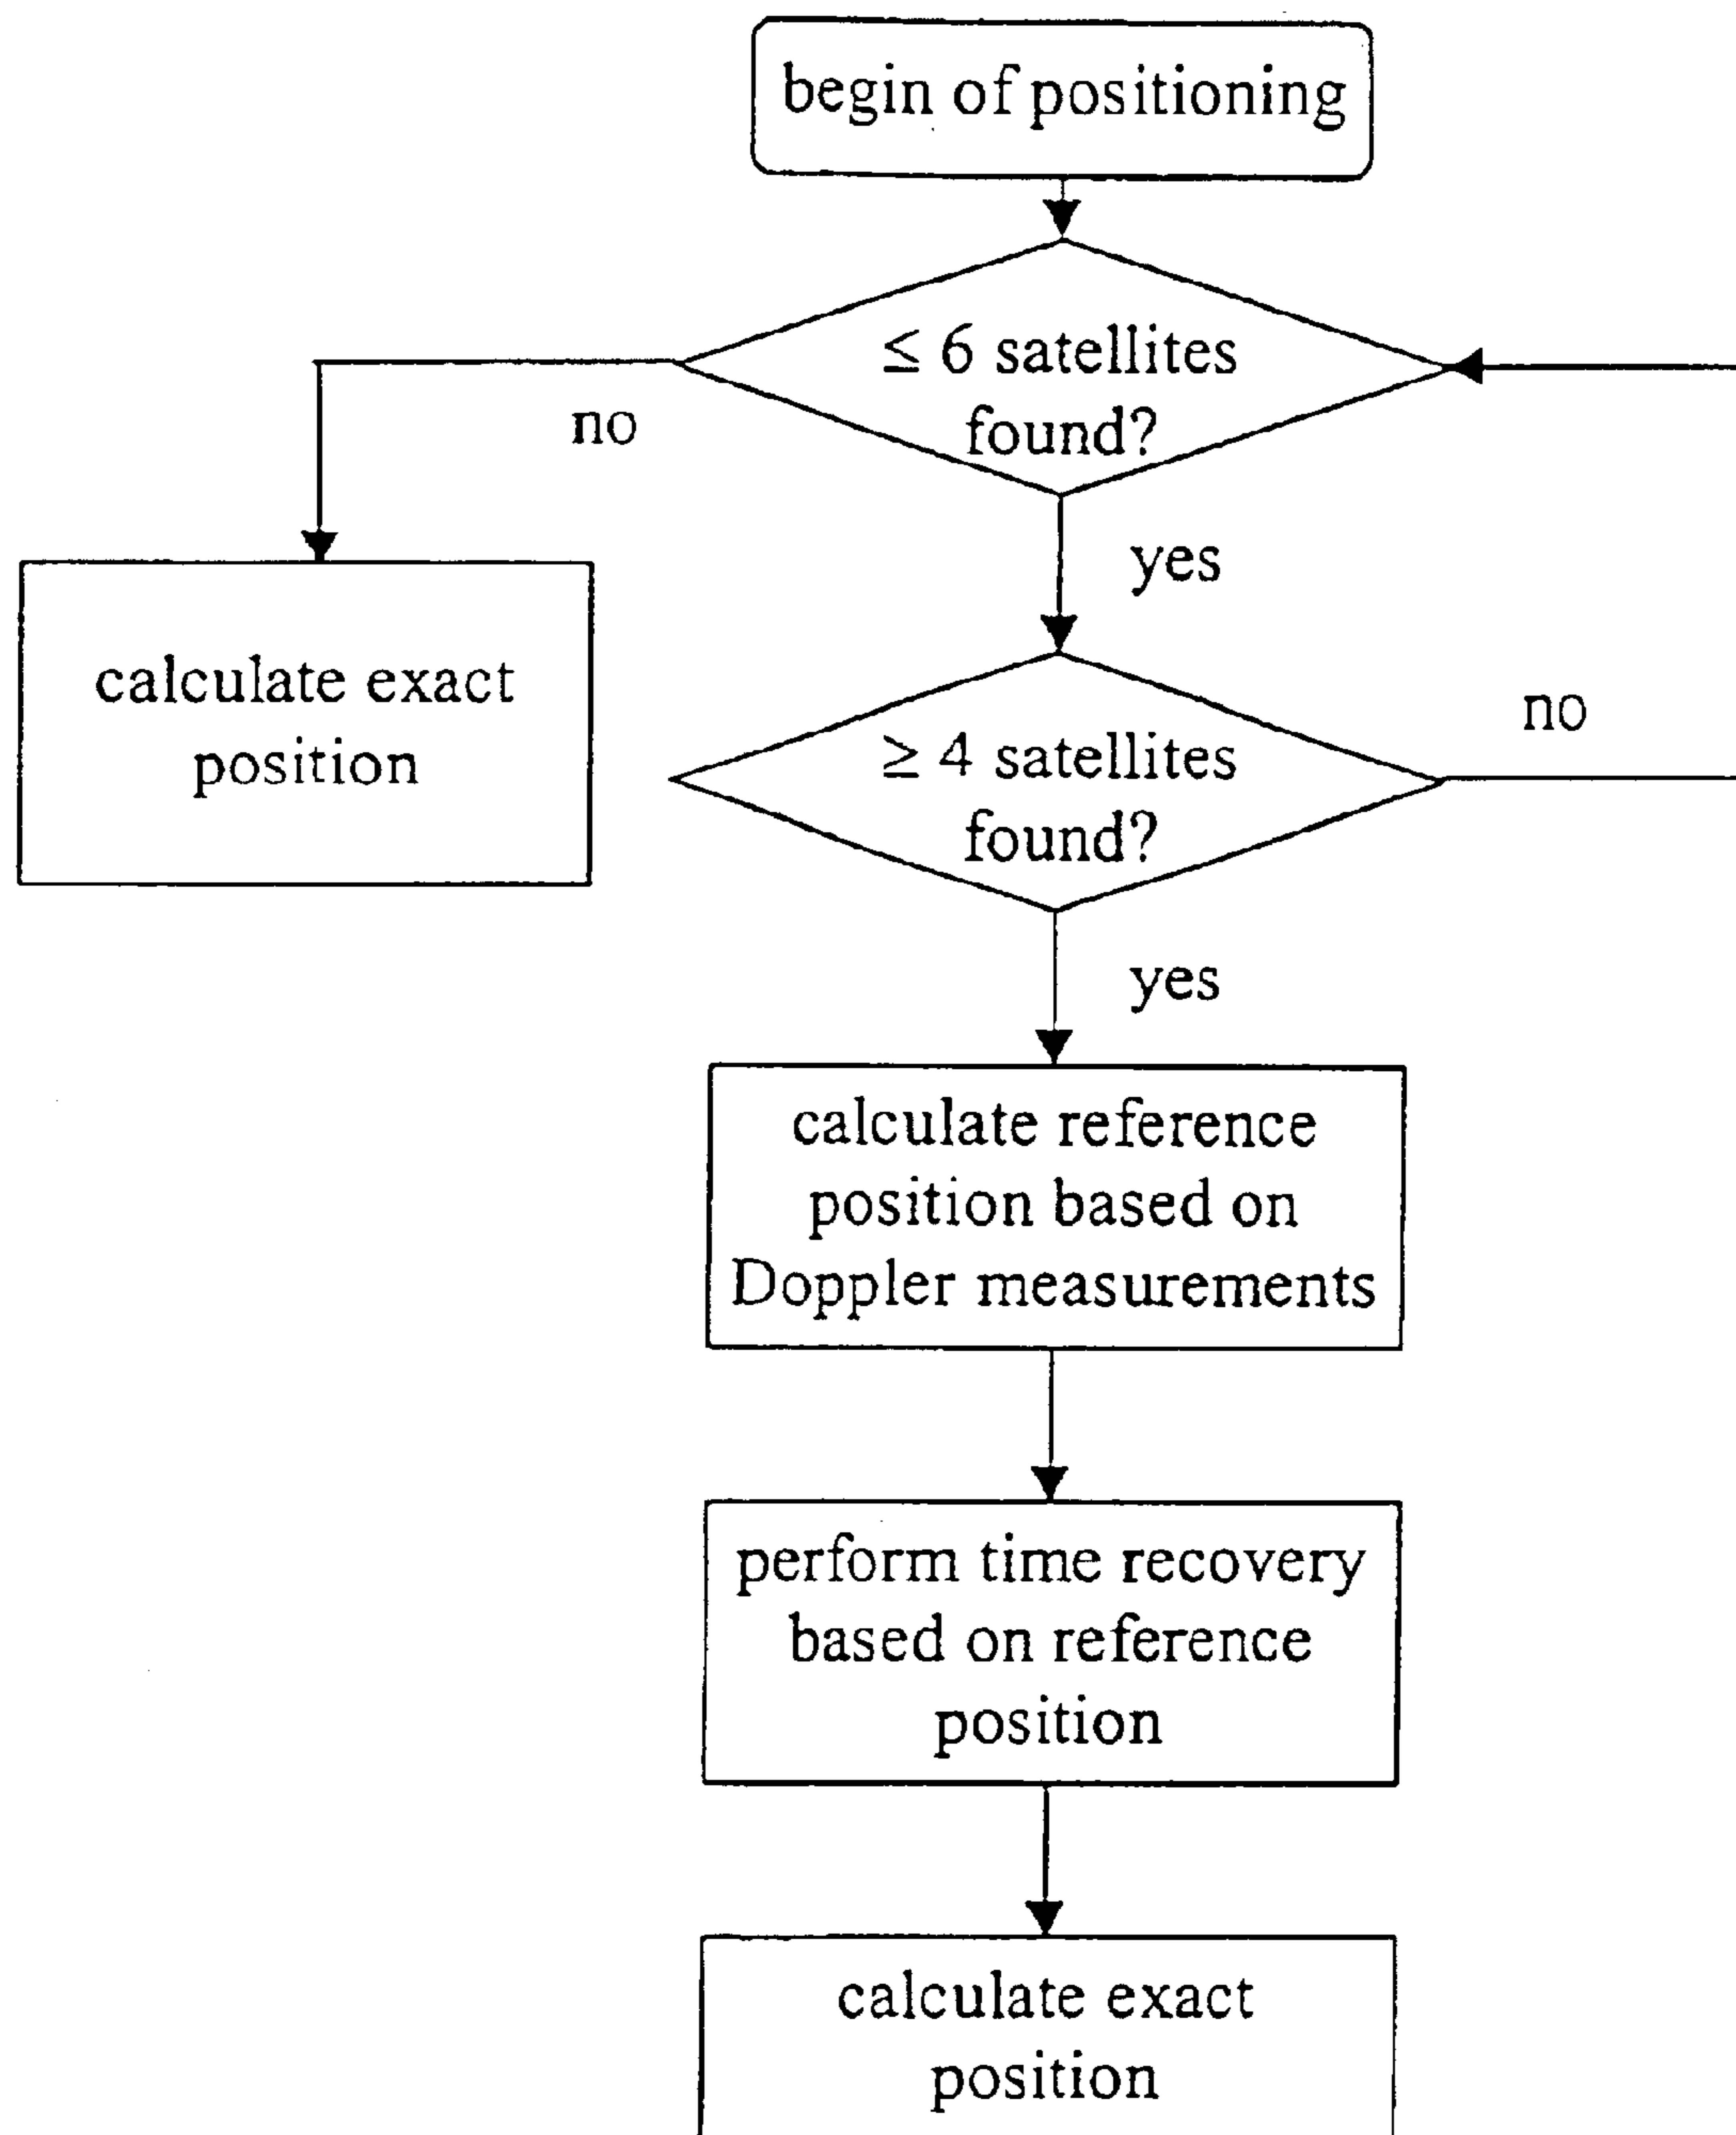 begin of positioning
≤ 6 satellites
found?
no
yes
calculate exact
position
≥ 4 satellites
found?
no
yes
calculate reference
position based on
Doppler measurements
perform time recovery
based on reference
position
calculate exact
position